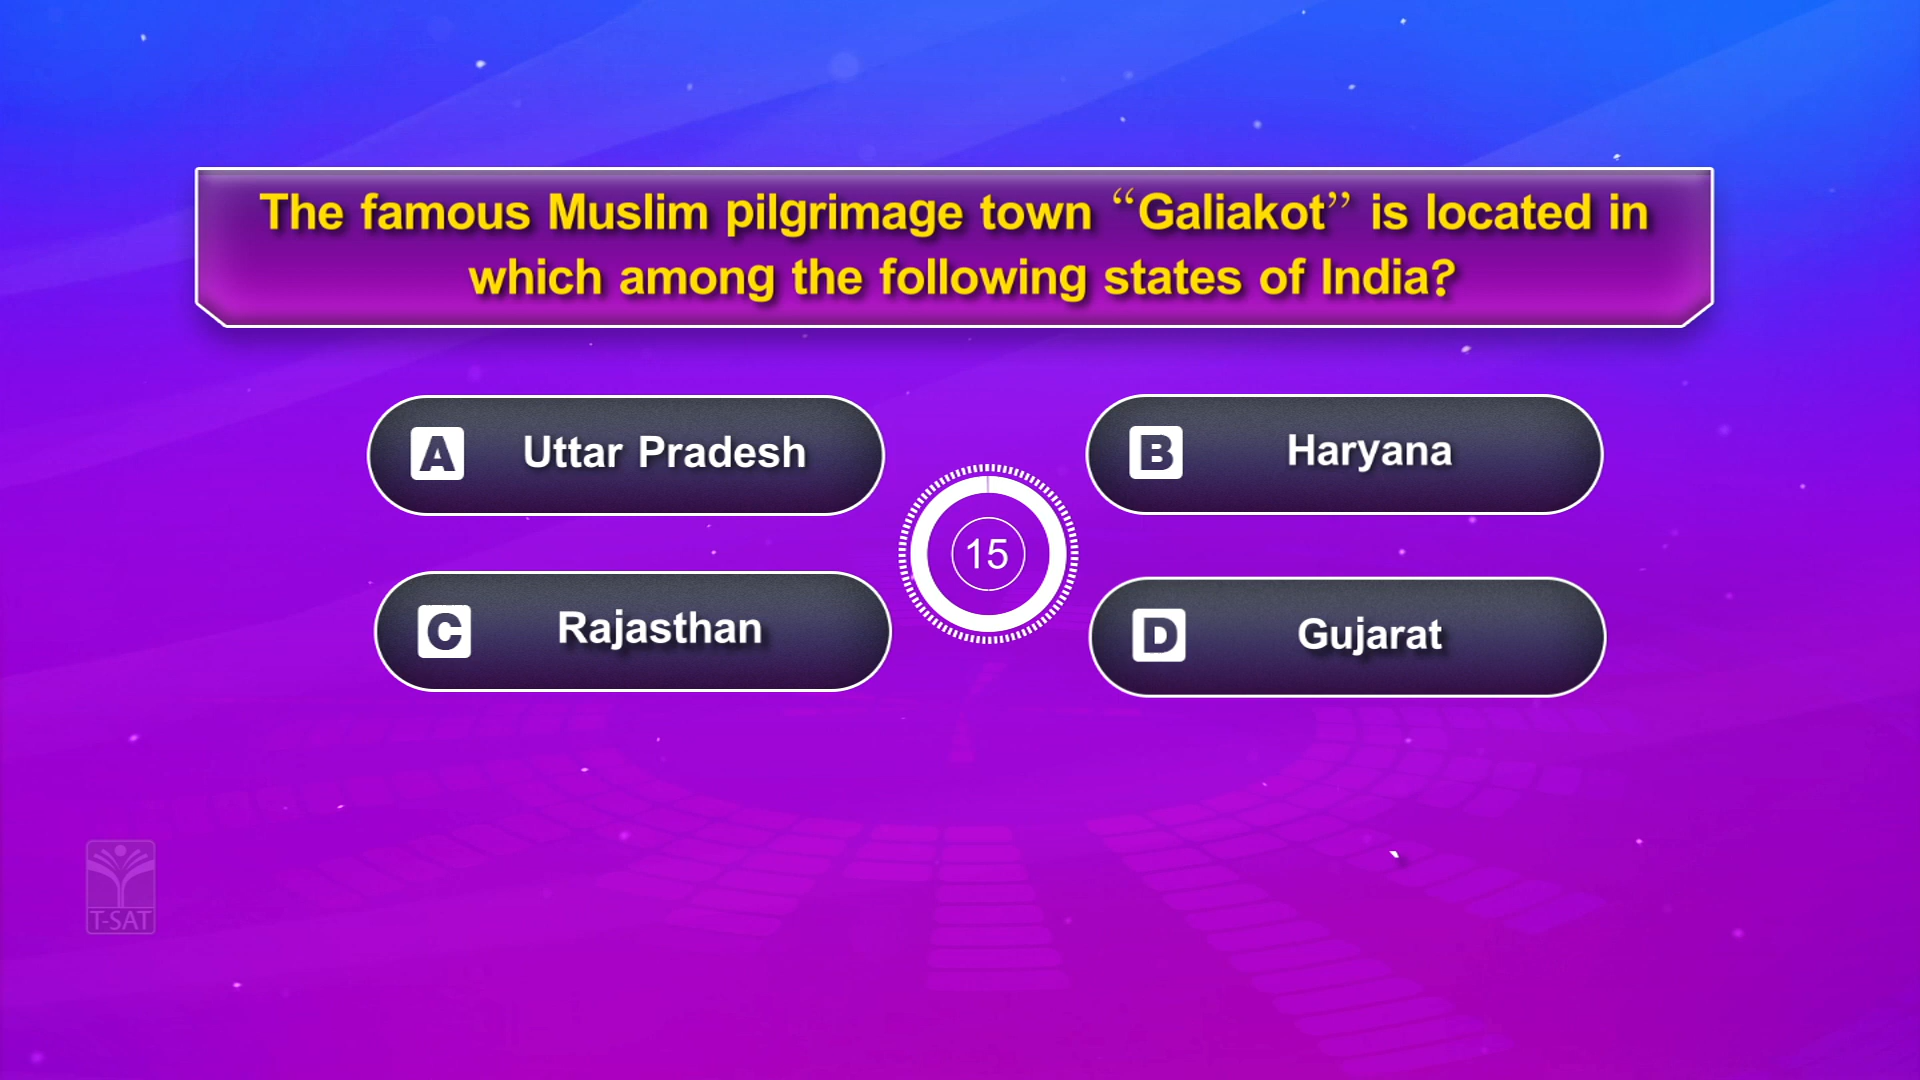 The famous Muslim pilgrimage town “Galiakot” is located in
which among the following states of India?
A Uttar Pradesh
B Haryana
15
C Rajasthan
D Gujarat
T-SAT